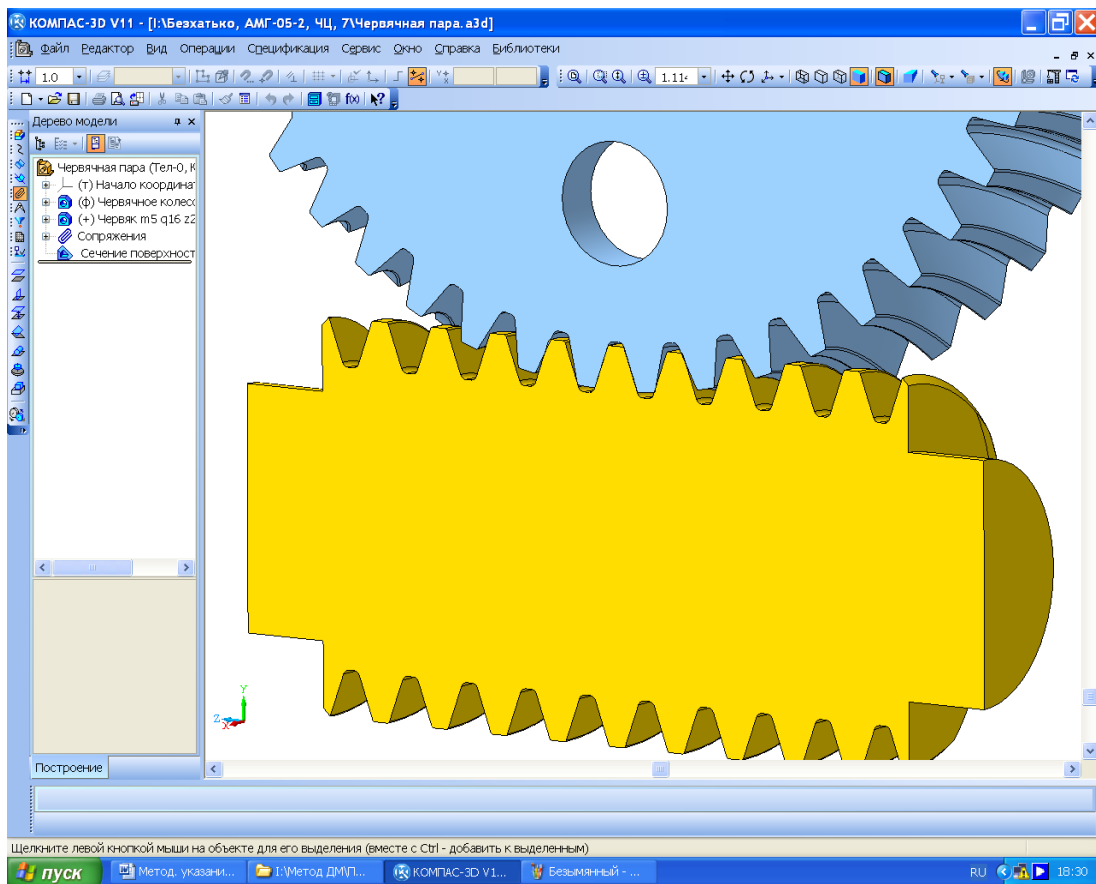 КОМПАС-3D V11 - [I:\Безхатько, АМГ-05-2, ЧЦ, 7\Червячная пара.a3d]
Файл Редактор Вид Операции Спецификация Сервис Окно Справка Библиотеки
1.0
1.114
f(x)
Дерево модели
Червячная пара (Тел-0, К
(т) Начало координат
(ф) Червячное колесо
(+) Червяк m5 q16 z2
Сопряжения
Сечение поверхност
Y
Z
X
Построение
Щелкните левой кнопкой мыши на объекте для его выделения (вместе с Ctrl - добавить к выделенным)
пуск
Метод. указани...
I:\Метод ДМ\П...
КОМПАС-3D V1...
Безымянный - ...
RU
18:30